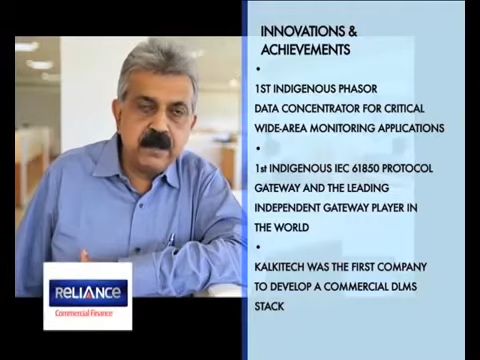 INNOVATIONS &
ACHIEVEMENTS
•
1ST INDIGENOUS PHASOR
DATA CONCENTRATOR FOR CRITICAL
WIDE-AREA MONITORING APPLICATIONS
•
1st INDIGENOUS IEC 61850 PROTOCOL
GATEWAY AND THE LEADING
INDEPENDENT GATEWAY PLAYER IN
THE WORLD
•
KALKITECH WAS THE FIRST COMPANY
TO DEVELOP A COMMERCIAL DLMS
STACK
RELIANCE
Commercial Finance